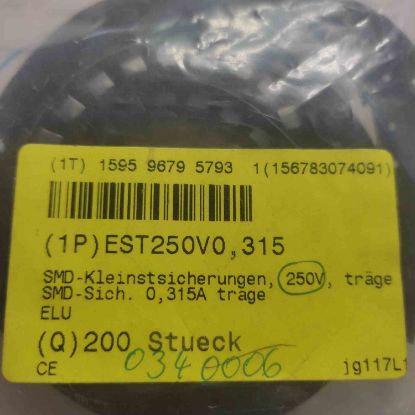 (1T) 1595 9679 5793 1(156783074091)
(1P)EST250V0,315
SMD-Kleinstsicherungen, 250V, träge
SMD-Sich. 0,315A träge
ELU
(Q)200 Stueck
0340006
CE jg117L1